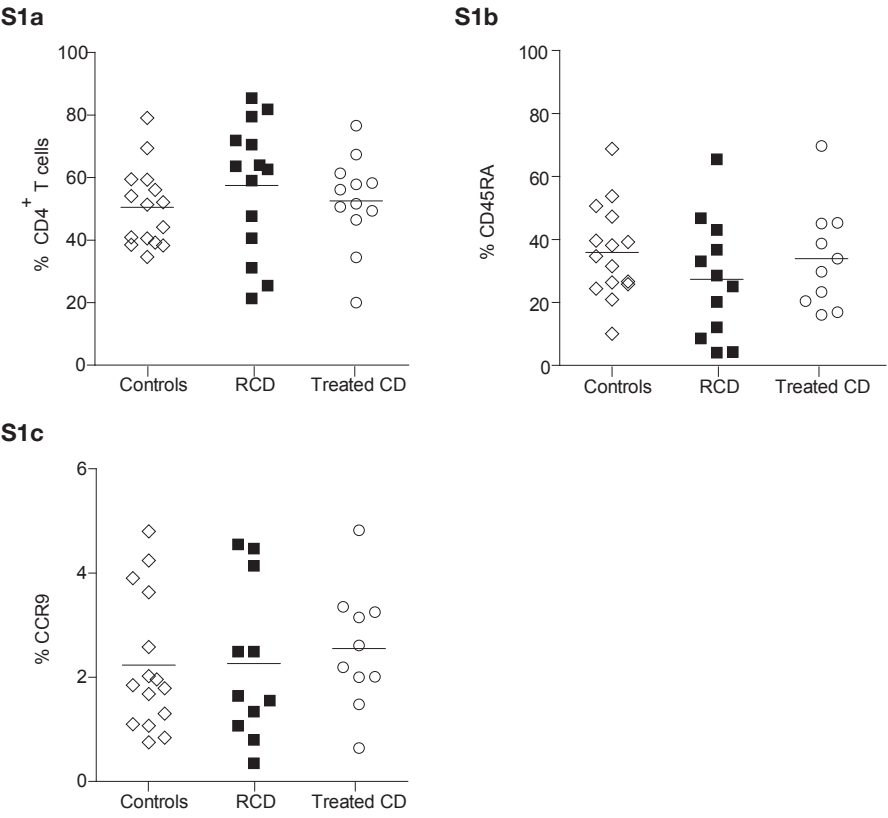 S1a
S1b
100
80
60
40
20
0
% CD4+ T cells
Controls RCD Treated CD
100
80
60
40
20
0
% CD45RA
Controls RCD Treated CD
S1c
6
4
2
0
% CCR9
Controls RCD Treated CD